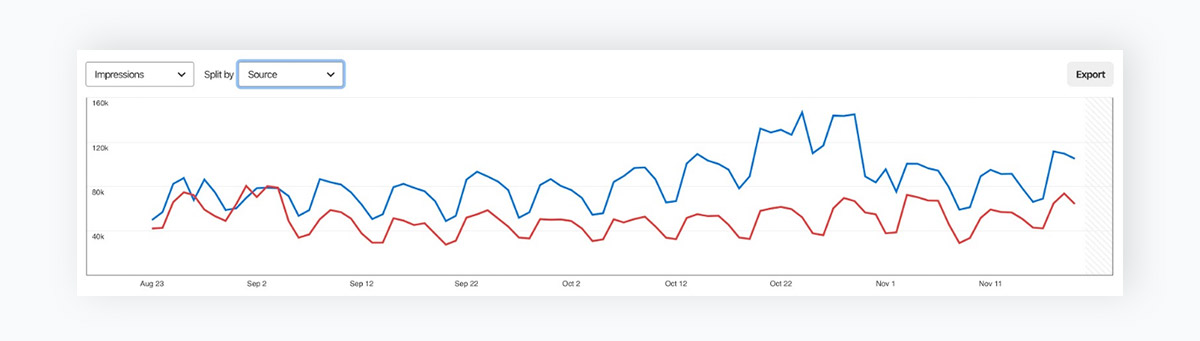 Impressions Split by Source Export
160k
120k
80k
40k
Aug 23 Sep 2 Sep 12 Sep 22 Oct 2 Oct 12 Oct 22 Nov 1 Nov 11